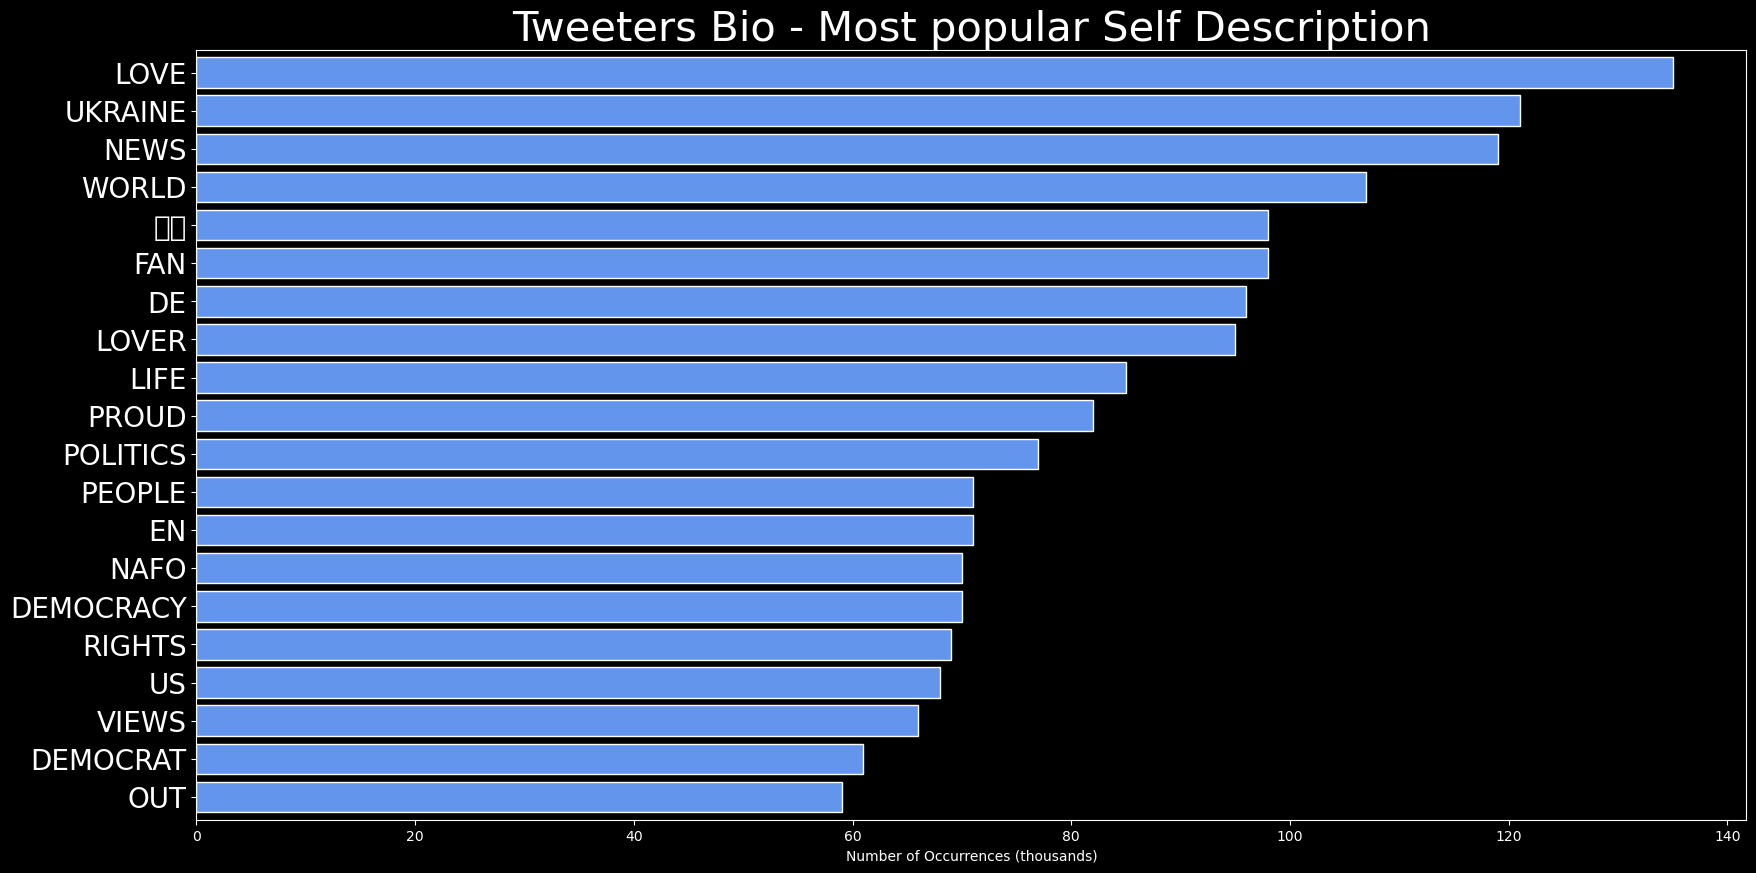 Tweeters Bio - Most popular Self Description
LOVE
UKRAINE
NEWS
WORLD
FAN
DE
LOVER
LIFE
PROUD
POLITICS
PEOPLE
EN
NAFO
DEMOCRACY
RIGHTS
US
VIEWS
DEMOCRAT
OUT
0 20 40 60 80 100 120 140
Number of Occurrences (thousands)